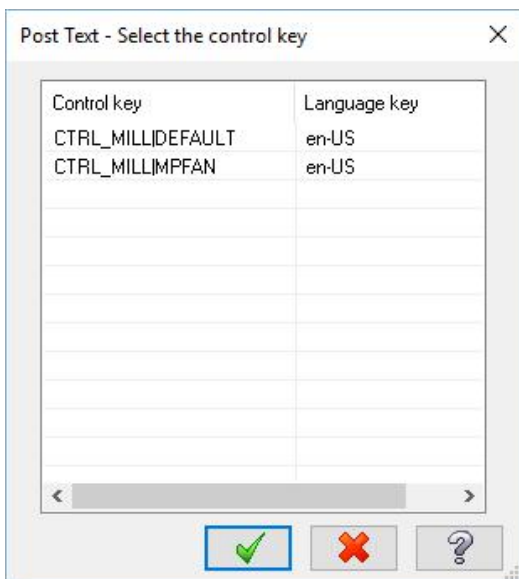 Post Text - Select the control key
Control key Language key
CTRL_MILL|DEFAULT en-US
CTRL_MILL|MPFAN en-US